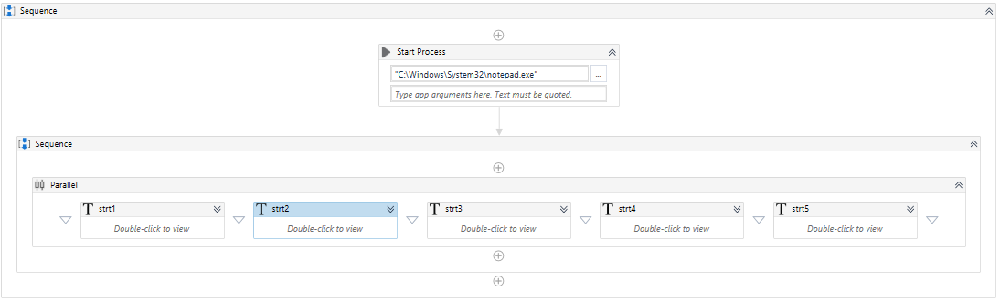 Sequence
Start Process
"C:\Windows\System32\notepad.exe"
...
Type app arguments here. Text must be quoted.
Sequence
Parallel
T strt1
T strt2
T strt3
T strt4
T strt5
Double-click to view
Double-click to view
Double-click to view
Double-click to view
Double-click to view